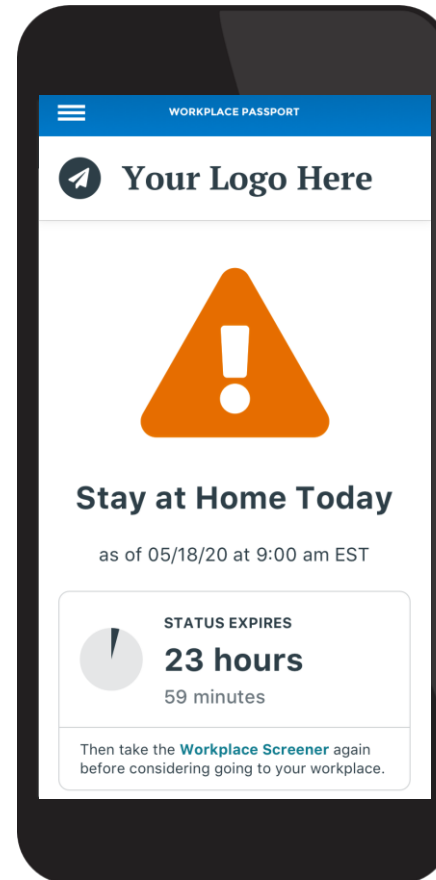 WORKPLACE PASSPORT
Your Logo Here
Stay at Home Today
as of 05/18/20 at 9:00 am EST
STATUS EXPIRES
23 hours
59 minutes
Then take the Workplace Screener again
before considering going to your workplace.